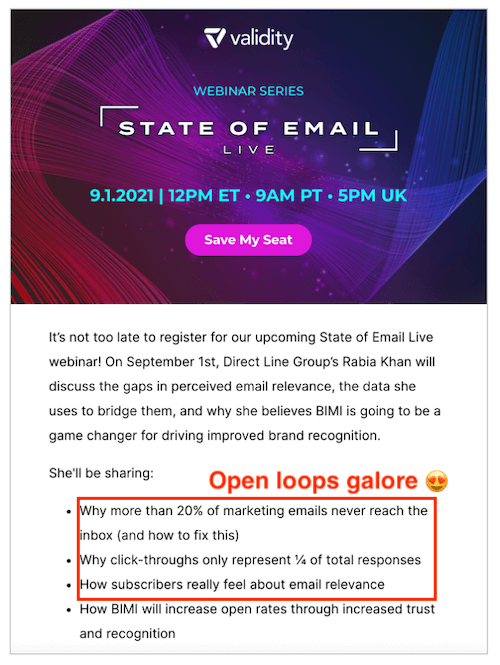 validity
WEBINAR SERIES
STATE OF EMAIL
LIVE
9.1.2021 | 12PM ET • 9AM PT • 5PM UK
Save My Seat
It's not too late to register for our upcoming State of Email Live
webinar! On September 1st, Direct Line Group's Rabia Khan will
discuss the gaps in perceived email relevance, the data she
uses to bridge them, and why she believes BIMI is going to be a
game changer for driving improved brand recognition.
She'll be sharing:
Open loops galore 😍
• Why more than 20% of marketing emails never reach the
inbox (and how to fix this)
• Why click-throughs only represent ¼ of total responses
• How subscribers really feel about email relevance
• How BIMI will increase open rates through increased trust
and recognition